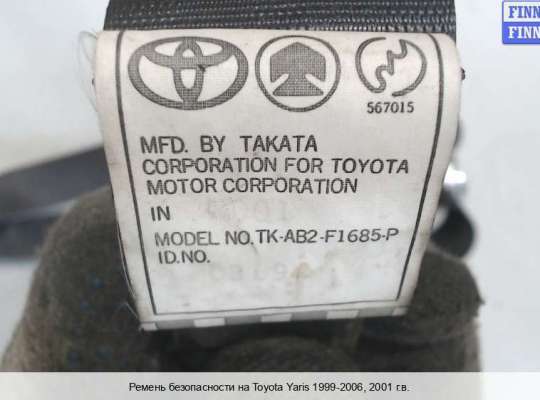 FINN
FINN
567015
MFD. BY TAKATA
CORPORATION FOR TOYOTA
MOTOR CORPORATION
IN
MODEL NO. TK-AB2-F1685-P
ID.NO.
Ремень безопасности на Toyota Yaris 1999-2006, 2001 г.в.